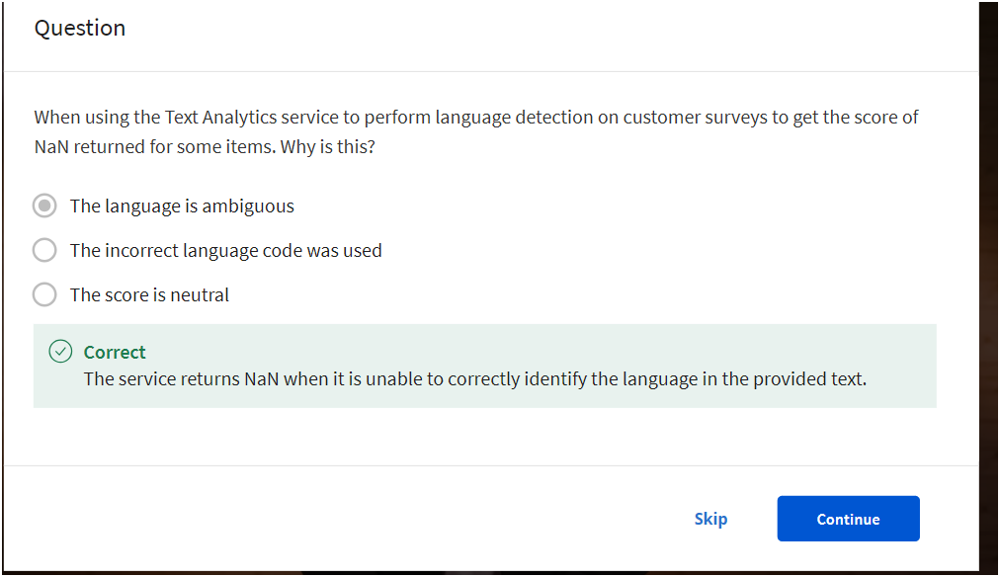 Question
When using the Text Analytics service to perform language detection on customer surveys to get the score of
NaN returned for some items. Why is this?
The language is ambiguous
The incorrect language code was used
The score is neutral
Correct
The service returns NaN when it is unable to correctly identify the language in the provided text.
Skip
Continue